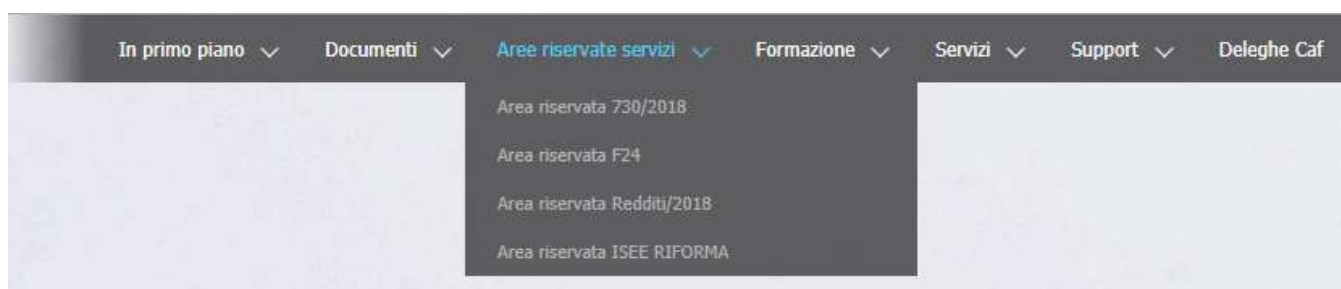 In primo piano Documenti Aree riservate servizi Formazione Servizi Support Deleghe Caf
Area riservata 730/2018
Area riservata F24
Area riservata Redditi/2018
Area riservata ISEE RIFORMA